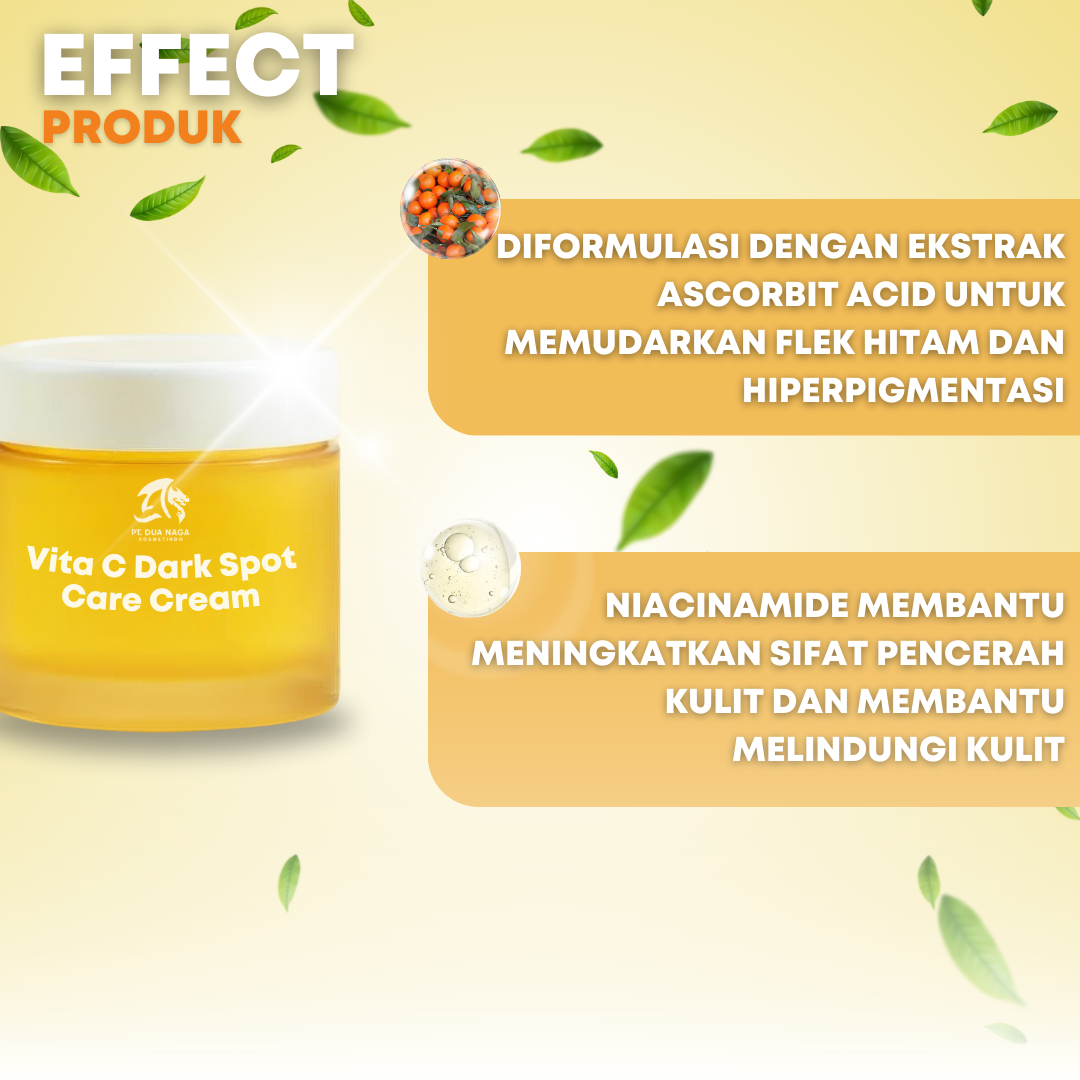 EFFECT
PRODUK
DIFORMULASI DENGAN EKSTRAK
ASCORBIT ACID UNTUK
MEMUDARKAN FLEK HITAM DAN
HIPERPIGMENTASI
PT. DUA NAGA
KOSMETINDO
Vita C Dark Spot
Care Cream
NIACINAMIDE MEMBANTU
MENINGKATKAN SIFAT PENCERAH
KULIT DAN MEMBANTU
MELINDUNGI KULIT